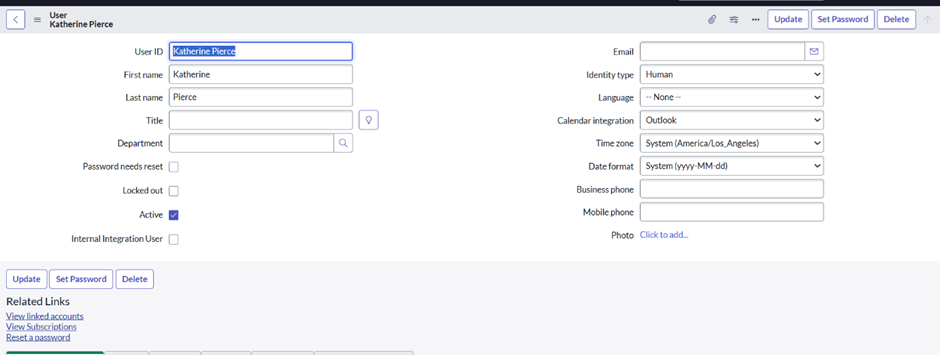 User
Katherine Pierce
Update Set Password Delete
User ID Katherine Pierce
First name Katherine
Last name Pierce
Title
Department
Password needs reset
Locked out
Active
Internal Integration User
Email
Identity type Human
Language -- None --
Calendar integration Outlook
Time zone System (America/Los_Angeles)
Date format System (yyyy-MM-dd)
Business phone
Mobile phone
Photo Click to add...
Update Set Password Delete
Related Links
View linked accounts
View Subscriptions
Reset a password